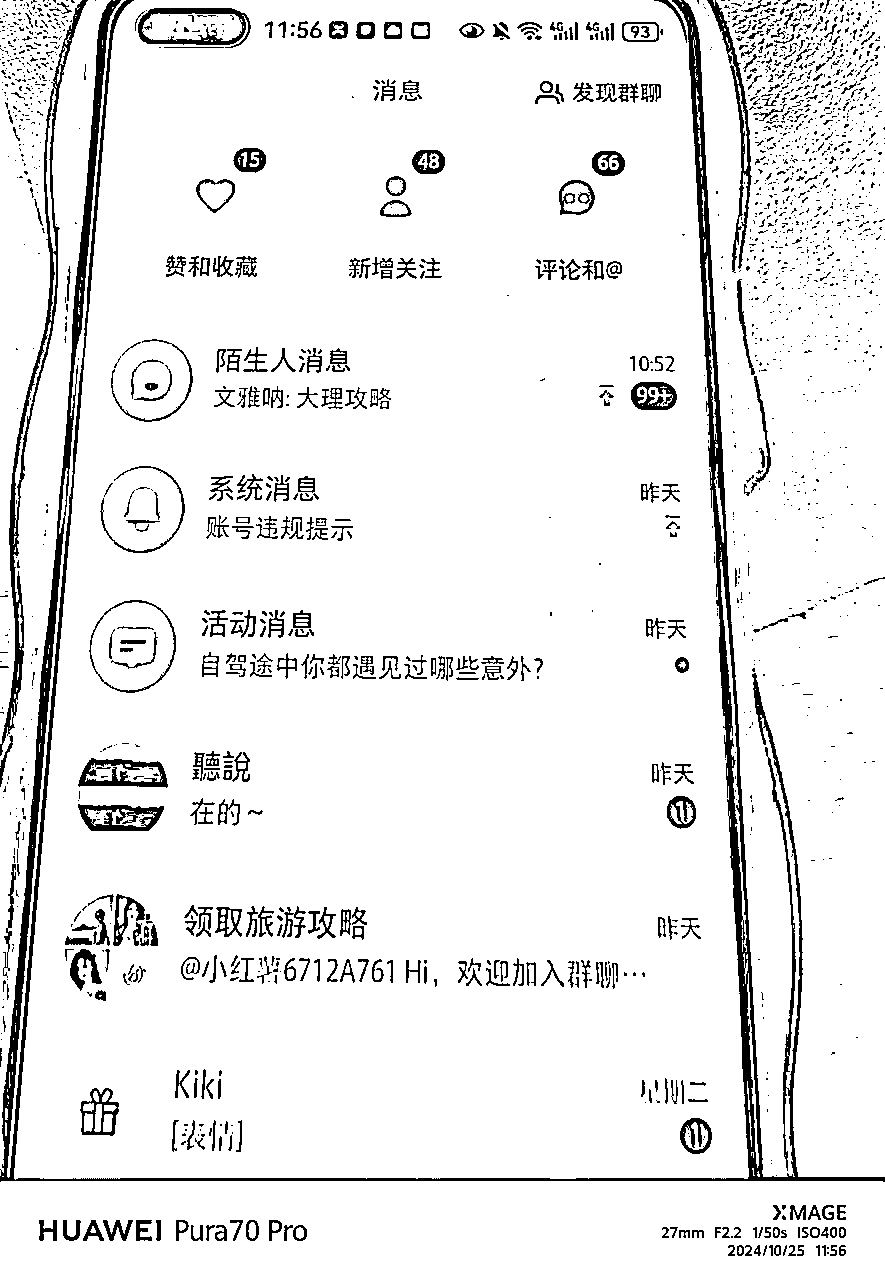 11:56 4G 4G 93
消息 发现群聊
15 48 66
赞和收藏 新增关注 评论和@
陌生人消息 10:52
文雅呐: 大理攻略 99+
系统消息 昨天
账号违规提示
活动消息 昨天
自驾途中你都遇见过哪些意外?
聽說 昨天
在的~
领取旅游攻略 昨天
@小红薯6712A761 Hi，欢迎加入群聊…
Kiki 星期二
[表情]
HUAWEI Pura70 Pro
XMAGE
27mm F2.2 1/50s ISO400
2024/10/25 11:56